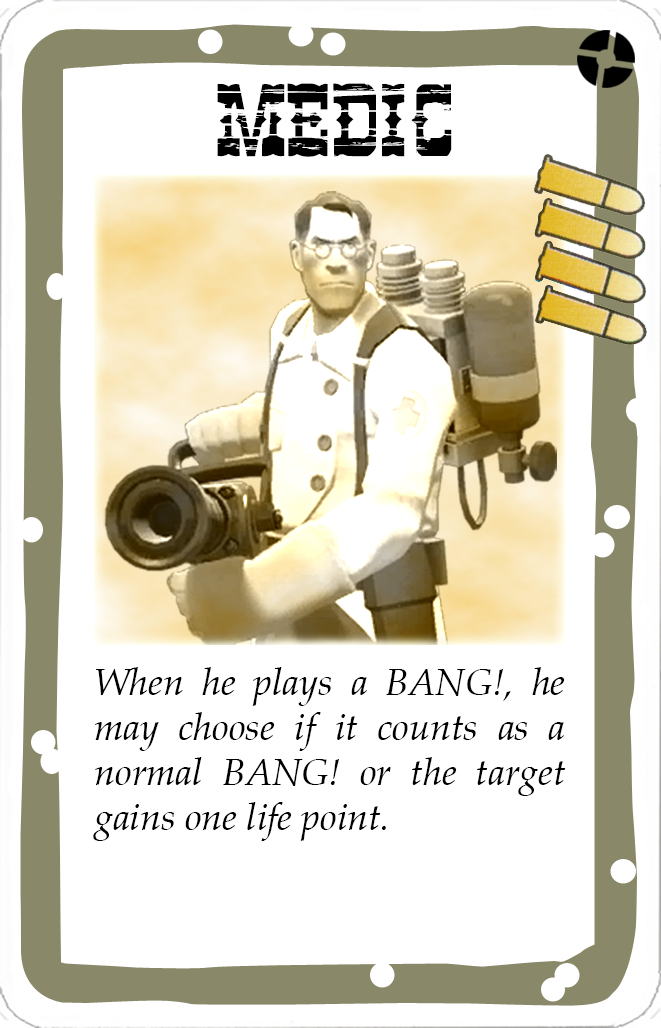 MEDIC
When he plays a BANG!, he
may choose if it counts as a
normal BANG! or the target
gains one life point.